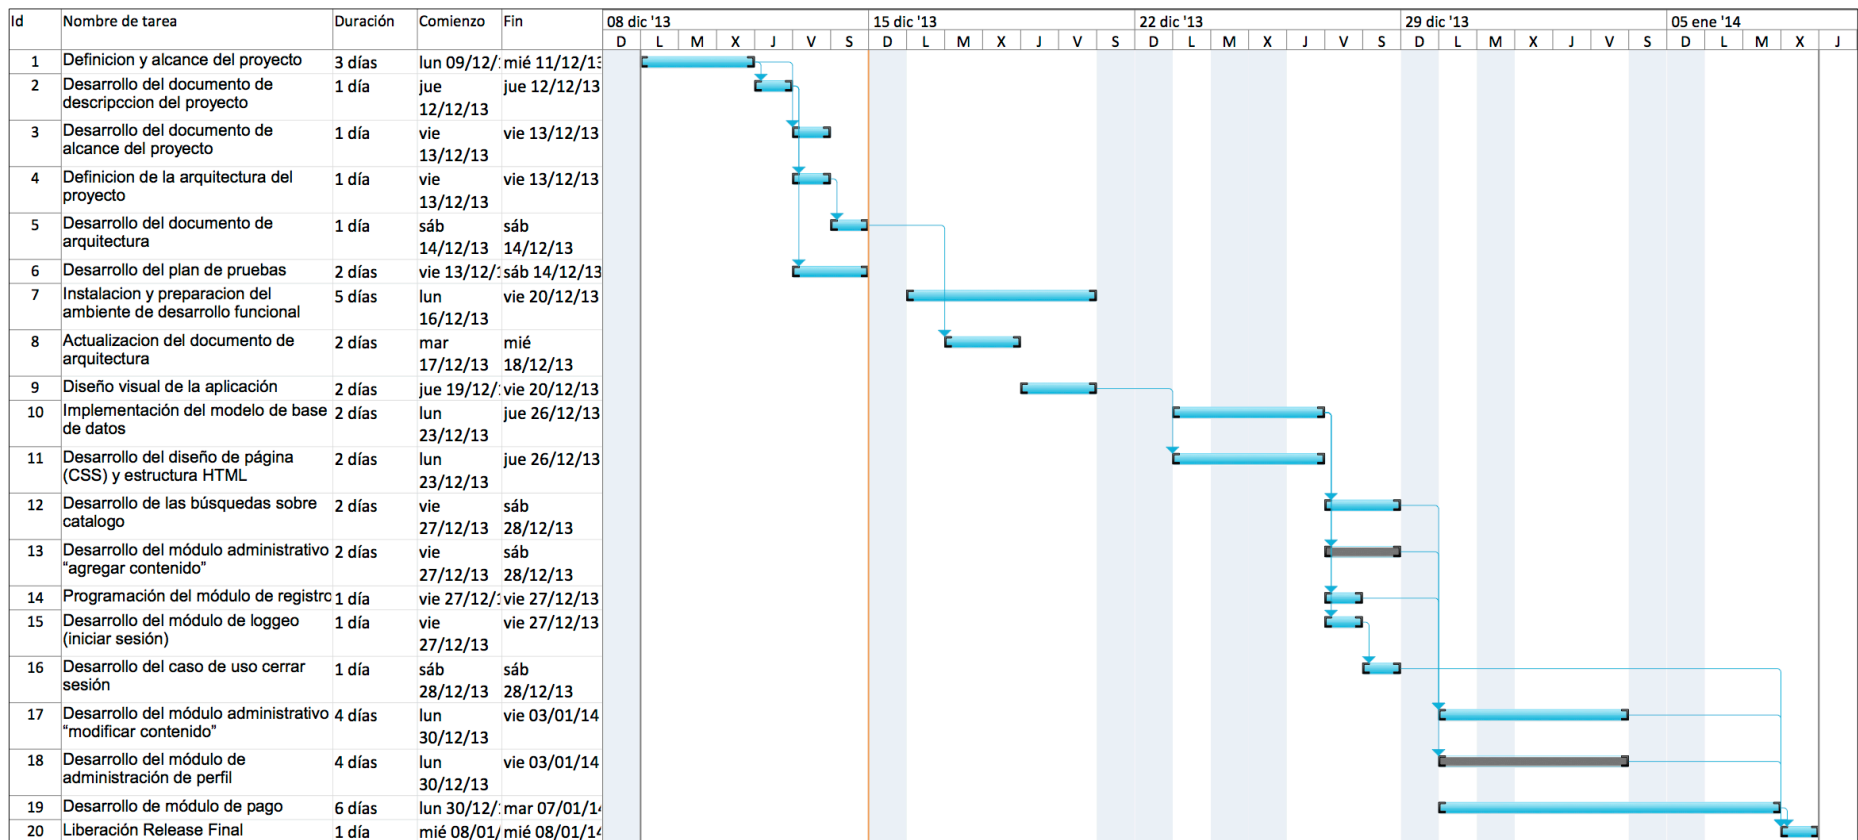 Id Nombre de tarea Duración Comienzo Fin 08 dic '13 15 dic '13 22 dic '13 29 dic '13 05 ene '14
D L M X J V S D L M X J V S D L M X J V S D L M X J V S D L M X J
1 Definicion y alcance del proyecto 3 días lun 09/12/ mié 11/12/13
2 Desarrollo del documento de descripccion del proyecto 1 día jue 12/12/13 jue 12/12/13
3 Desarrollo del documento de alcance del proyecto 1 día vie 13/12/13 vie 13/12/13
4 Definicion de la arquitectura del proyecto 1 día vie 13/12/13 vie 13/12/13
5 Desarrollo del documento de arquitectura 1 día sáb 14/12/13 sáb 14/12/13
6 Desarrollo del plan de pruebas 2 días vie 13/12/ sáb 14/12/13
7 Instalacion y preparacion del ambiente de desarrollo funcional 5 días lun 16/12/13 vie 20/12/13
8 Actualizacion del documento de arquitectura 2 días mar 17/12/13 mié 18/12/13
9 Diseño visual de la aplicación 2 días jue 19/12/ vie 20/12/13
10 Implementación del modelo de base de datos 2 días lun 23/12/13 jue 26/12/13
11 Desarrollo del diseño de página (CSS) y estructura HTML 2 días lun 23/12/13 jue 26/12/13
12 Desarrollo de las búsquedas sobre catalogo 2 días vie 27/12/13 sáb 28/12/13
13 Desarrollo del módulo administrativo “agregar contenido” 2 días vie 27/12/13 sáb 28/12/13
14 Programación del módulo de registro 1 día vie 27/12/ vie 27/12/13
15 Desarrollo del módulo de loggeo (iniciar sesión) 1 día vie 27/12/13 vie 27/12/13
16 Desarrollo del caso de uso cerrar sesión 1 día sáb 28/12/13 sáb 28/12/13
17 Desarrollo del módulo administrativo “modificar contenido” 4 días lun 30/12/13 vie 03/01/14
18 Desarrollo del módulo de administración de perfil 4 días lun 30/12/13 vie 03/01/14
19 Desarrollo de módulo de pago 6 días lun 30/12/ mar 07/01/14
20 Liberación Release Final 1 día mié 08/01/ mié 08/01/14